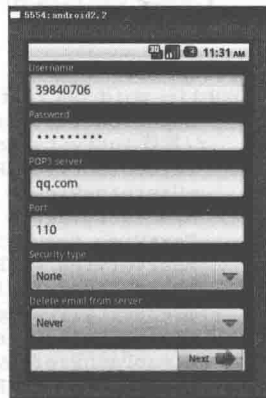 5554:android2.2
11:31 AM
Username
39840706
Password
•••••••••
POP3 server
qq.com
Port
110
Security type
None
Delete email from server
Never
Next